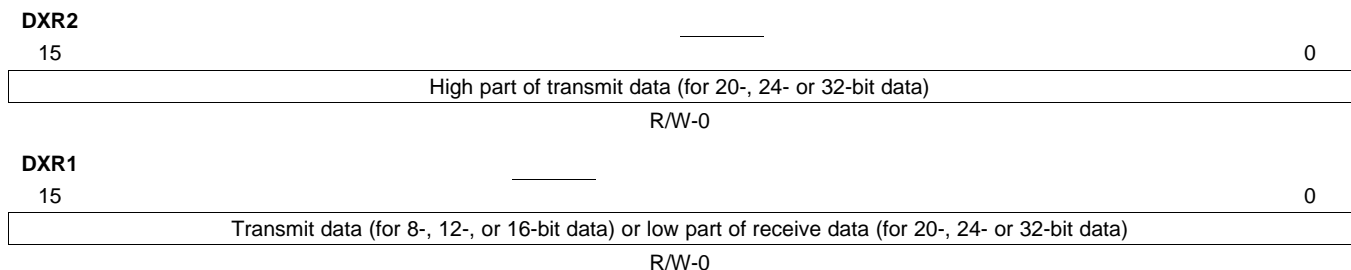 DXR2
15 0
High part of transmit data (for 20-, 24- or 32-bit data)
R/W-0
DXR1
15 0
Transmit data (for 8-, 12-, or 16-bit data) or low part of receive data (for 20-, 24- or 32-bit data)
R/W-0